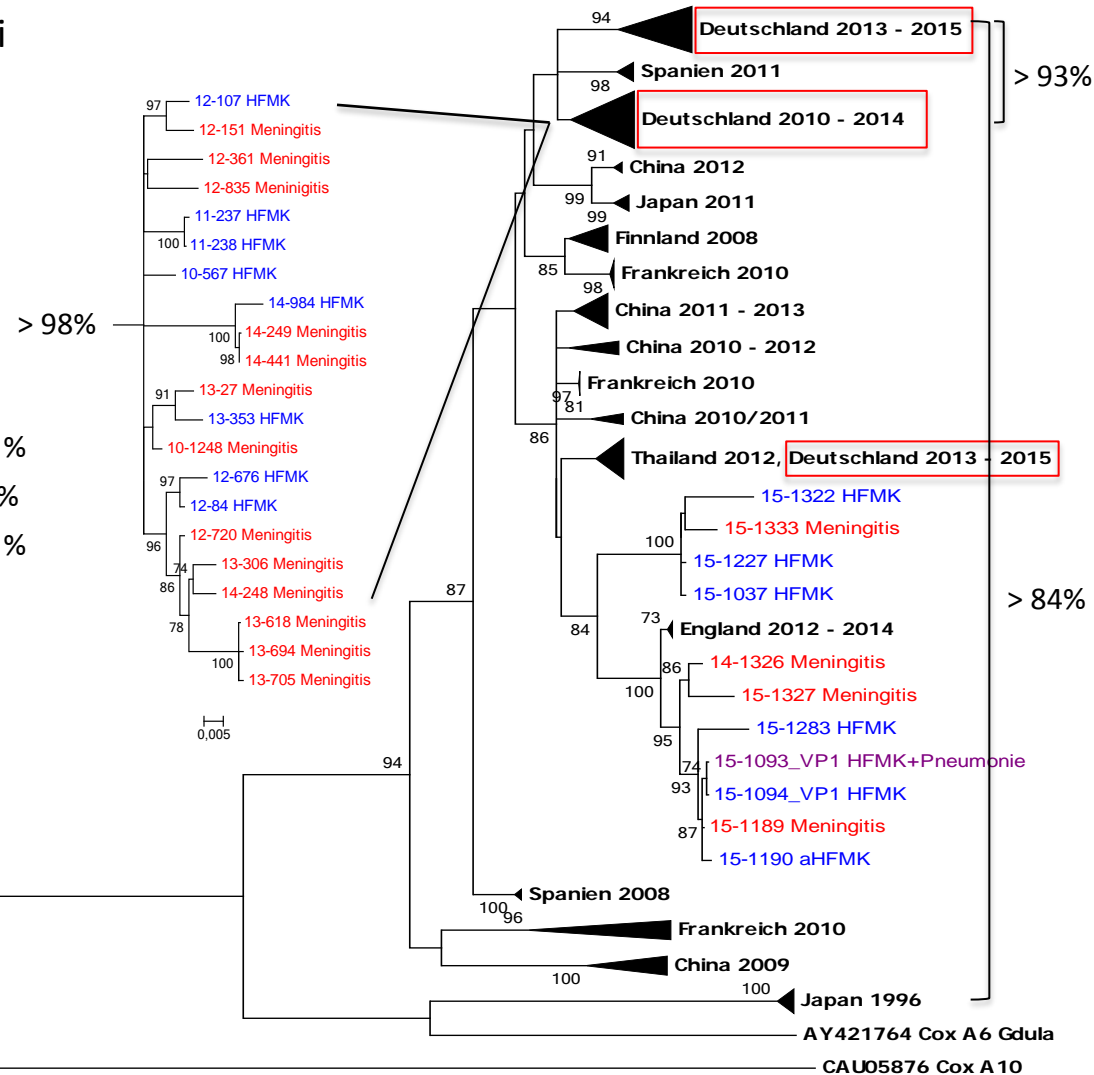 i
97
12-107 HFMK
12-151 Meningitis
12-361 Meningitis
12-835 Meninigitis
11-237 HFMK
100
11-238 HFMK
10-567 HFMK
14-984 HFMK
> 98%
100
14-249 Meningitis
98
14-441 Meningitis
91
13-27 Meningitis
13-353 HFMK
10-1248 Meningitis
%
%
%
97
12-676 HFMK
12-84 HFMK
96
12-720 Meningitis
74
13-306 Meningitis
86
14-248 Meningitis
78
13-618 Meningitis
13-694 Meningitis
100
13-705 Meningitis
0,005
94
Deutschland 2013 - 2015
> 93%
Spanien 2011
98
Deutschland 2010 - 2014
91
China 2012
99
Japan 2011
99
Finnland 2008
85
Frankreich 2010
98
China 2011 - 2013
China 2010 - 2012
Frankreich 2010
97
81
China 2010/2011
86
Thailand 2012, Deutschland 2013 - 2015
15-1322 HFMK
15-1333 Meningitis
100
15-1227 HFMK
15-1037 HFMK
87
> 84%
84
73
England 2012 - 2014
86
14-1326 Meningitis
100
15-1327 Meningitis
95
15-1283 HFMK
74
15-1093_VP1 HFMK+Pneumonie
93
15-1094_VP1 HFMK
87
15-1189 Meningitis
15-1190 aHFMK
94
Spanien 2008
100
96
Frankreich 2010
China 2009
100
100
Japan 1996
AY421764 Cox A6 Gdula
CAU05876 Cox A10